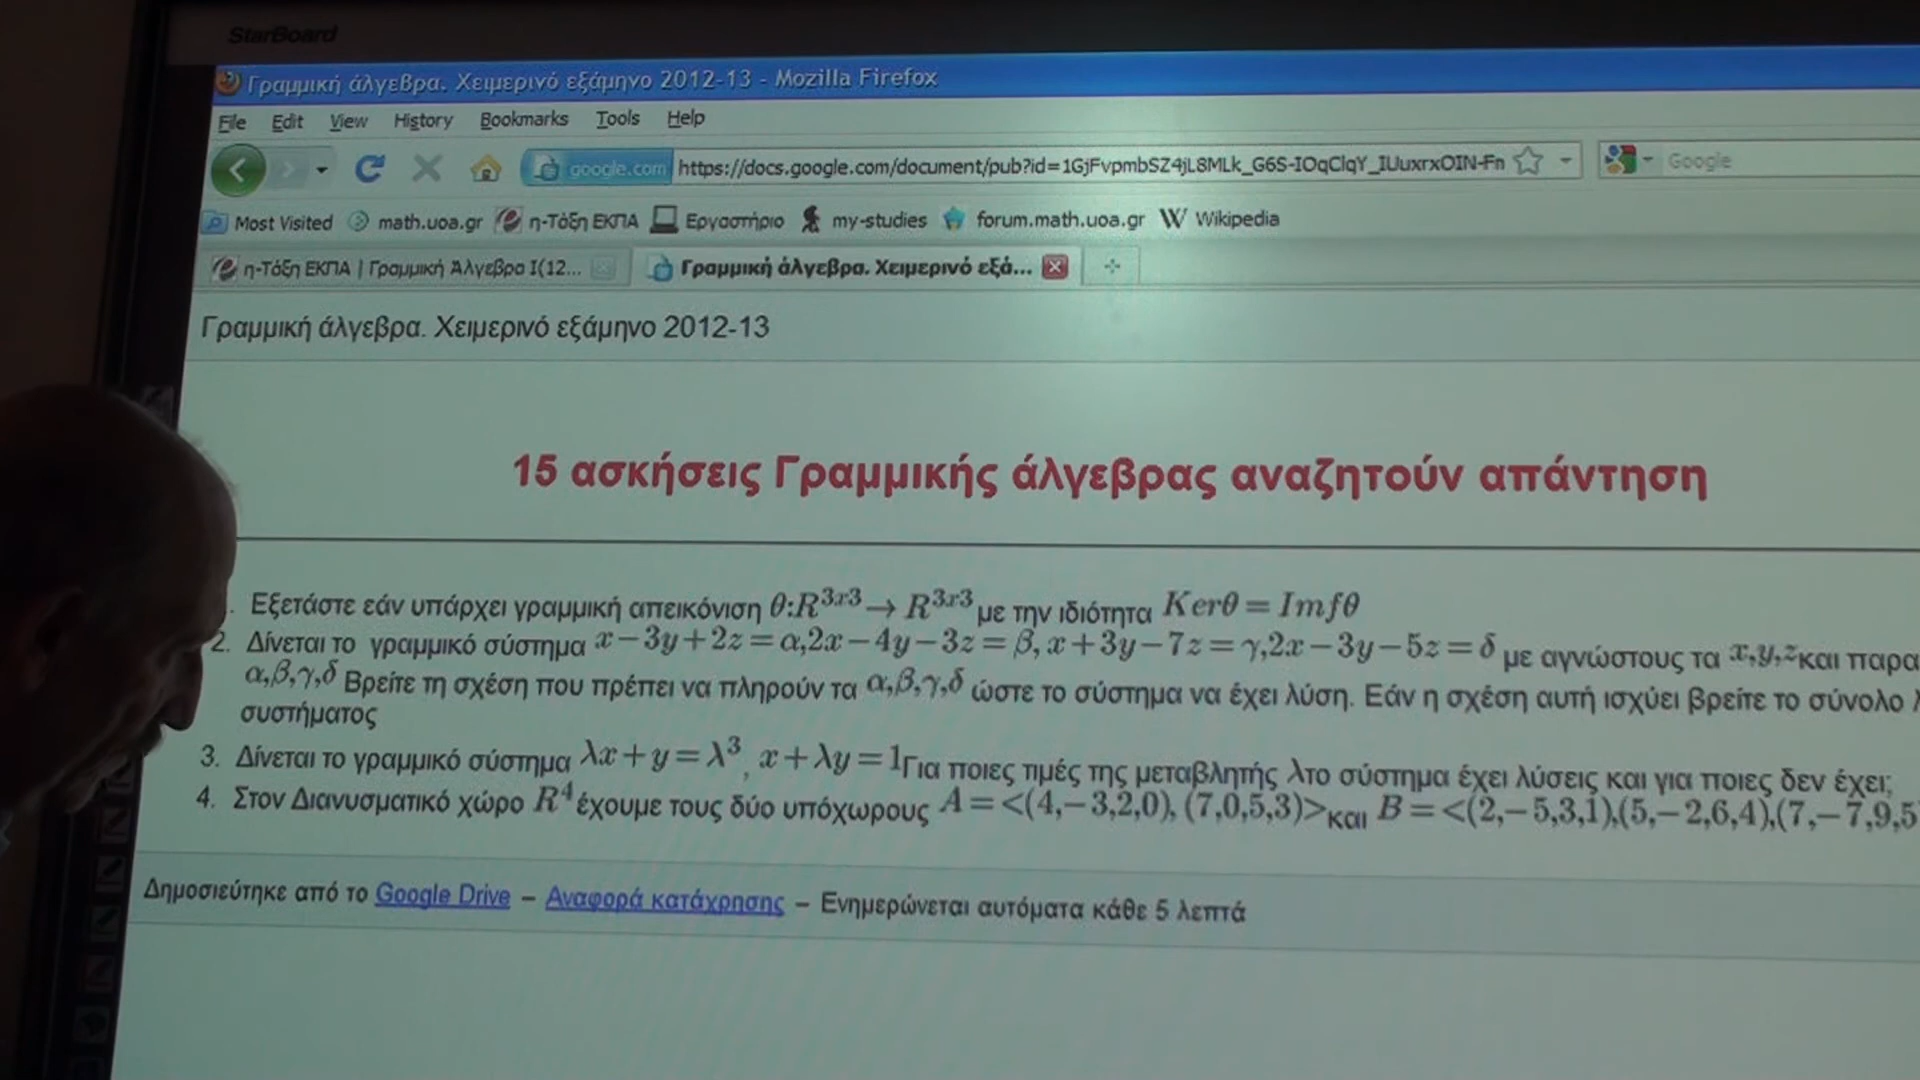 StarBoard
Γραμμική άλγεβρα. Χειμερινό εξάμηνο 2012-13 - Mozilla Firefox
File Edit View History Bookmarks Tools Help
google.com https://docs.google.com/document/pub?id=1GjFvpmbSZ4jL8MLk_G6S-IOqClqY_IUuxrxOIN-Fn Google
Most Visited math.uoa.gr η-Τάξη ΕΚΠΑ Εργαστήριο my-studies forum.math.uoa.gr Wikipedia
η-Τάξη ΕΚΠΑ | Γραμμική Άλγεβρα Ι(12... Γραμμική άλγεβρα. Χειμερινό εξά...
Γραμμική άλγεβρα. Χειμερινό εξάμηνο 2012-13
15 ασκήσεις Γραμμικής άλγεβρας αναζητούν απάντηση
. Εξετάστε εάν υπάρχει γραμμική απεικόνιση θ:R^3x3 → R^3x3 με την ιδιότητα Kerθ = Imfθ
2. Δίνεται το γραμμικό σύστημα x−3y+2z=α,2x−4y−3z=β,x+3y−7z=γ,2x−3y−5z=δ με αγνώστους τα x,y,z και παρα
α,β,γ,δ Βρείτε τη σχέση που πρέπει να πληρούν τα α,β,γ,δ ώστε το σύστημα να έχει λύση. Εάν η σχέση αυτή ισχύει βρείτε το σύνολο
συστήματος
3. Δίνεται το γραμμικό σύστημα λx+y=λ³, x+λy=1 Για ποιες τιμές της μεταβλητής λ το σύστημα έχει λύσεις και για ποιες δεν έχει;
4. Στον Διανυσματικό χώρο R⁴ έχουμε τους δύο υπόχωρους A=<(4,−3,2,0),(7,0,5,3)> και B=<(2,−5,3,1),(5,−2,6,4),(7,−7,9,5
Δημοσιεύτηκε από το Google Drive – Αναφορά κατάχρησης – Ενημερώνεται αυτόματα κάθε 5 λεπτά